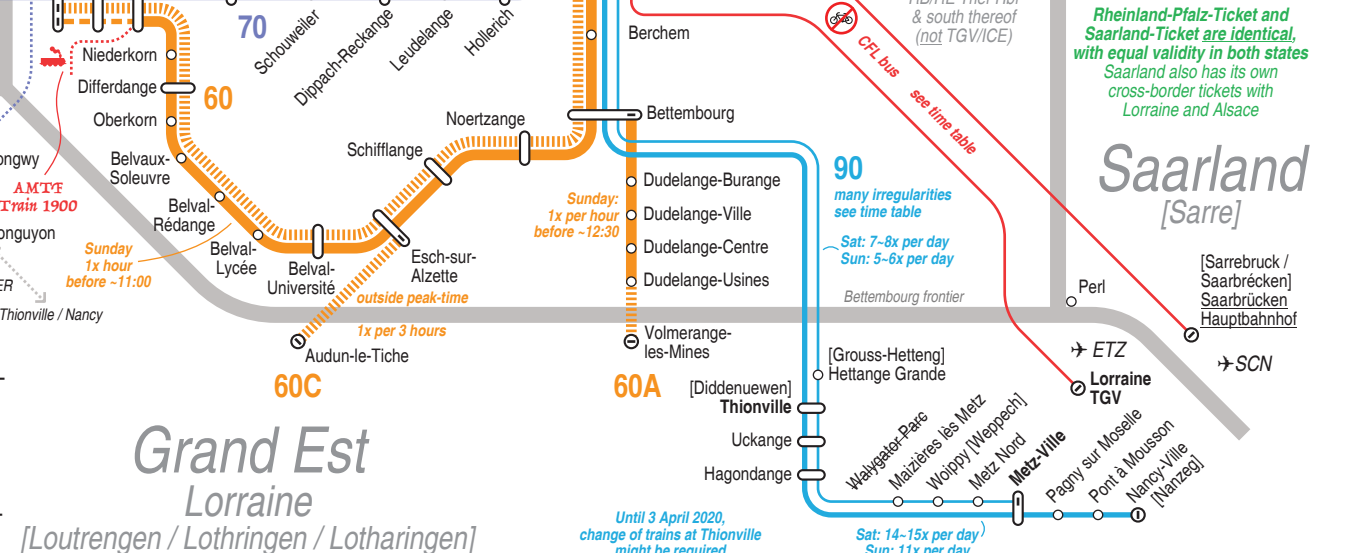 70
Schouweiler
Dippach-Reckange
Leudelange
Hollerich
Berchem
& south thereof
(not TGV/ICE)
CFL bus
see time table
Rheinland-Pfalz-Ticket and
Saarland-Ticket are identical,
with equal validity in both states
Saarland also has its own
cross-border tickets with
Lorraine and Alsace
Saarland
[Sarre]
Niederkorn
Differdange
60
Oberkorn
Belvaux-
Soleuvre
Belval-
Rédange
Belval-
Lycée
Belval-
Université
Sunday
1x hour
before ~11:00
AMTF
Train 1900
Thionville / Nancy
Noertzange
Schifflange
Esch-sur-
Alzette
outside peak-time
1x per 3 hours
Audun-le-Tiche
60C
Bettembourg
Dudelange-Burange
Dudelange-Ville
Dudelange-Centre
Dudelange-Usines
Sunday:
1x per hour
before ~12:30
Volmerange-
les-Mines
60A
90
many irregularities
see time table
Sat: 7~8x per day
Sun: 5~6x per day
Bettembourg frontier
Perl
[Sarrebruck /
Saarbrécken]
Saarbrücken
Hauptbahnhof
ETZ
SCN
Lorraine
TGV
[Grouss-Hetteng]
Hettange Grande
[Diddenuewen]
Thionville
Uckange
Hagondange
Walygator Parc
Maizières lès Metz
Woippy [Weppech]
Metz Nord
Metz-Ville
Pagny sur Moselle
Pont à Mousson
Nancy-Ville
[Nanzeg]
Grand Est
Lorraine
[Loutrengen / Lothringen / Lotharingen]
Until 3 April 2020,
change of trains at Thionville
might be required
Sat: 14~15x per day
Sun: 11x per day